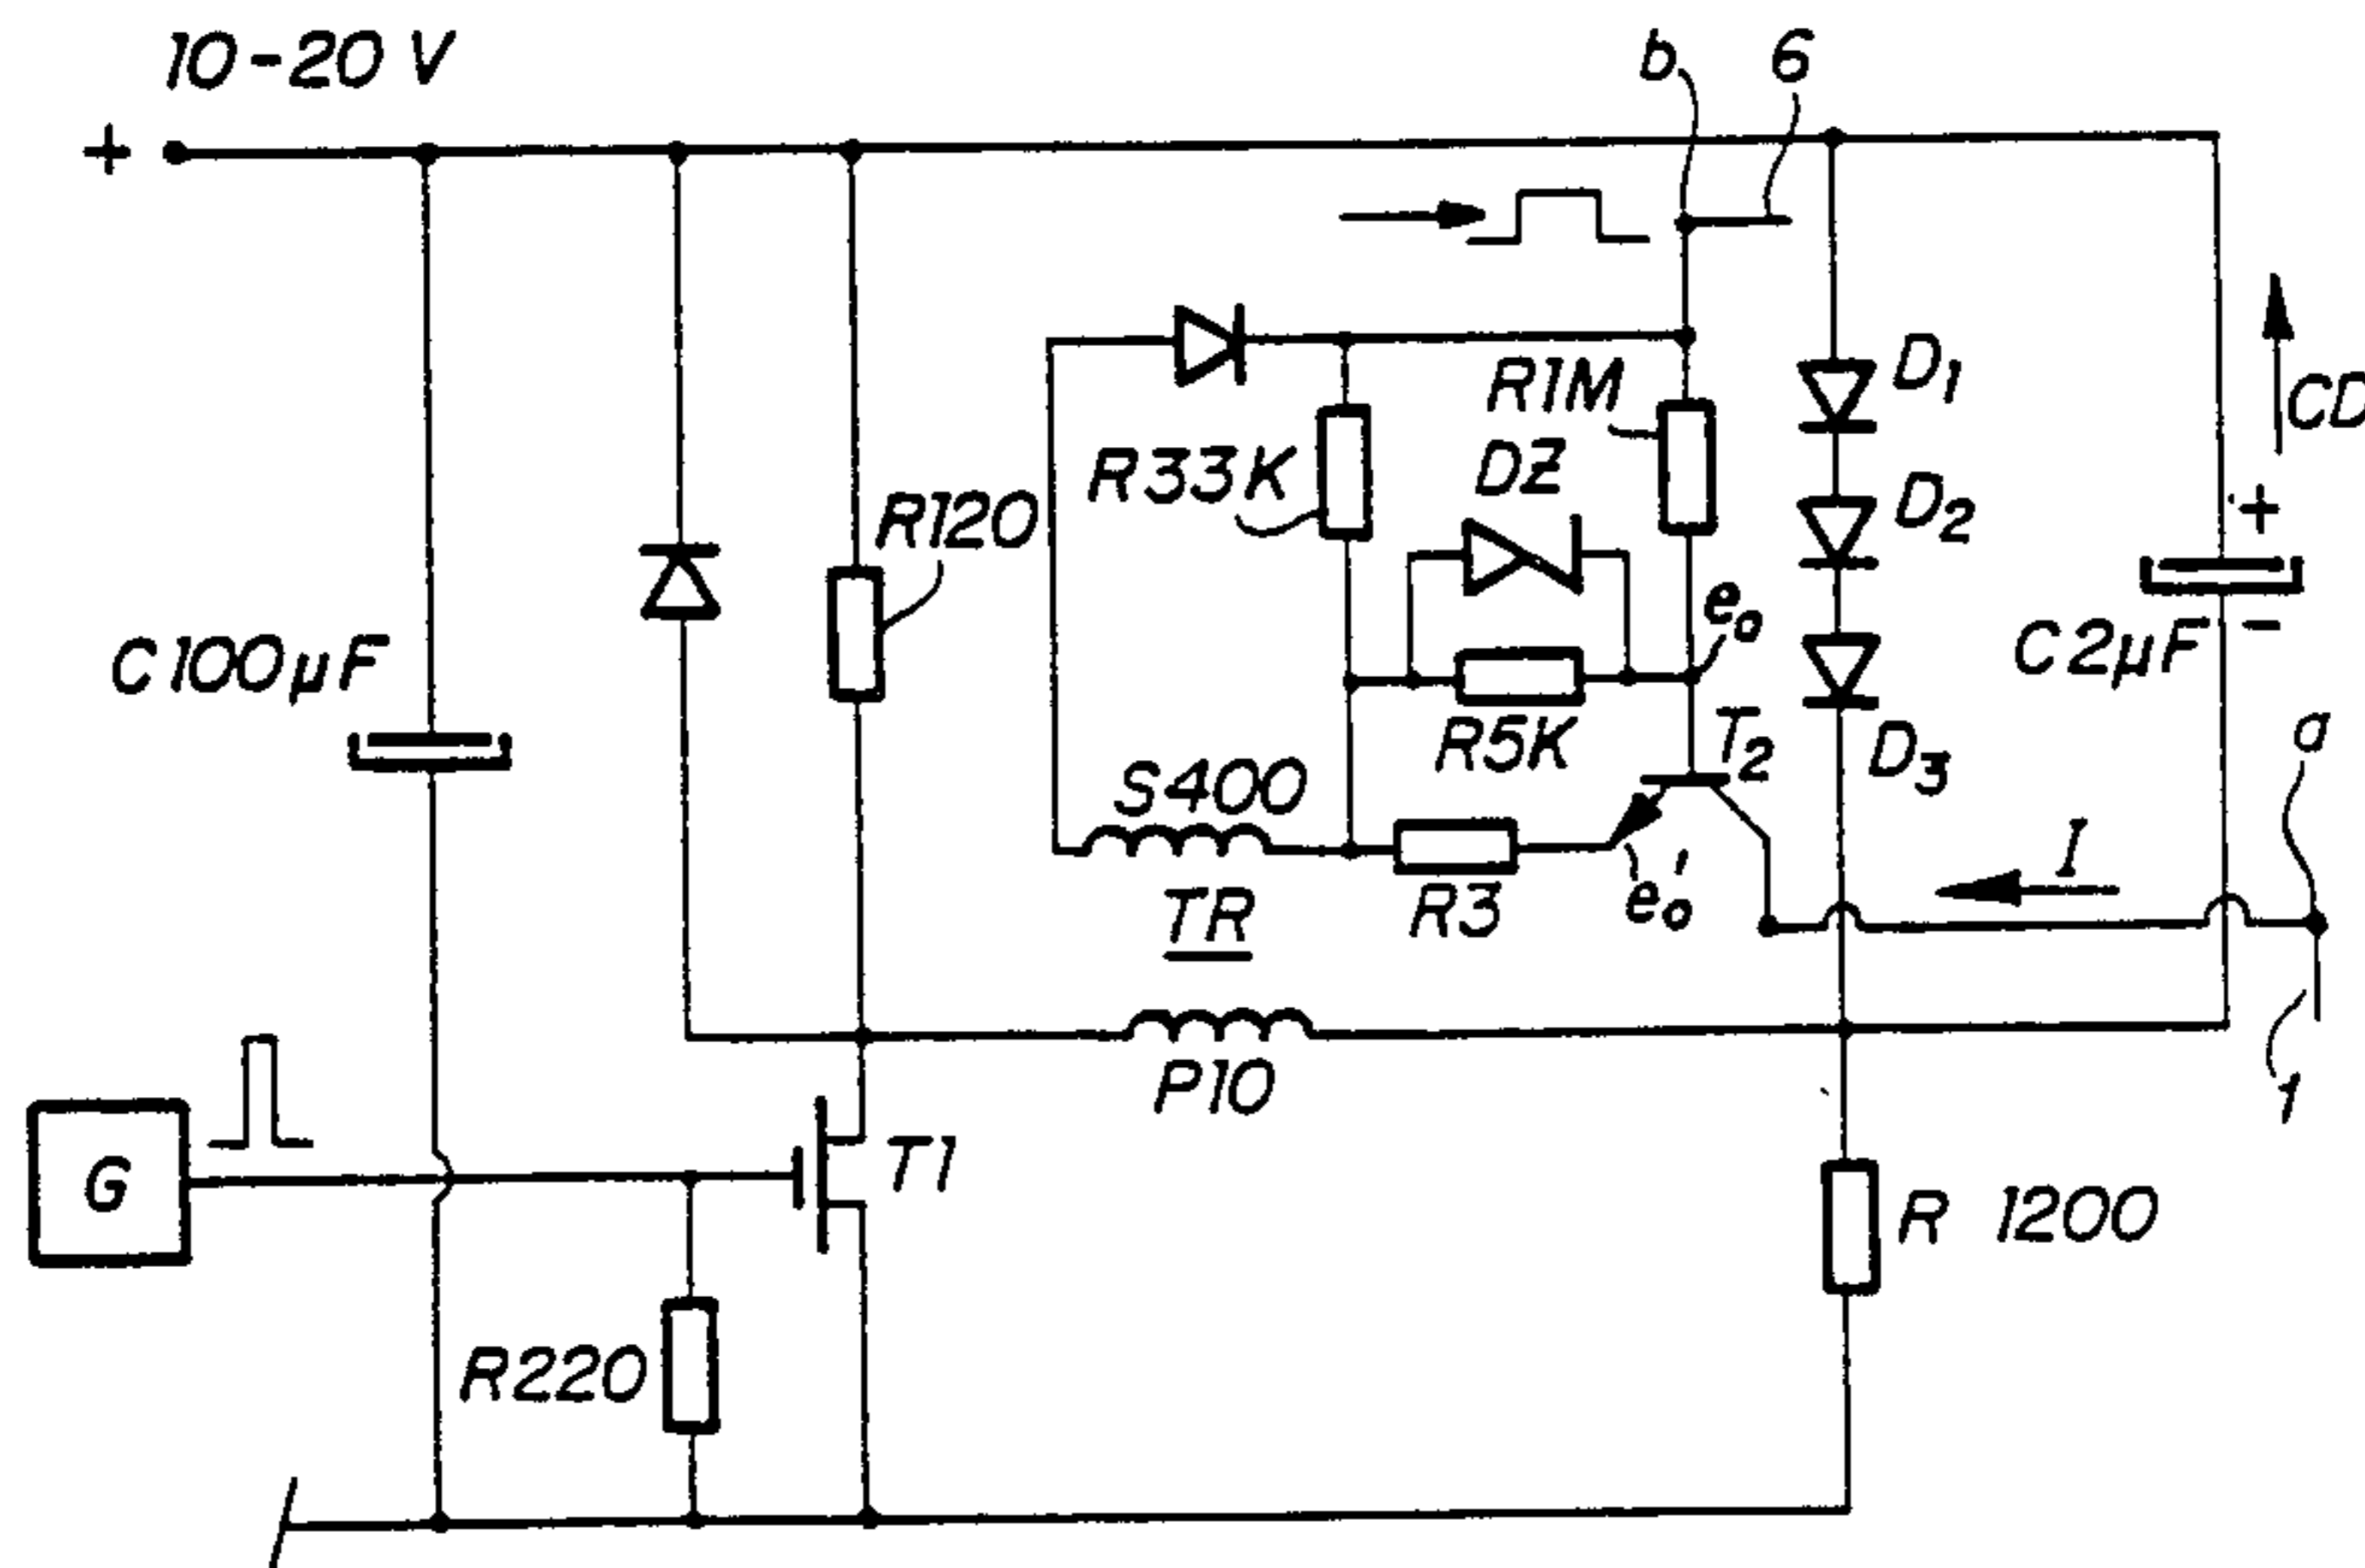 10-20 V
b
6
+
D1
R1M
CD
R33K
DZ
D2
R120
+
e0
C100µF
C2µF
-
R5K
T2
D3
a
S400
I
TR
R3
e'0
P10
1
G
T1
R 1200
R220